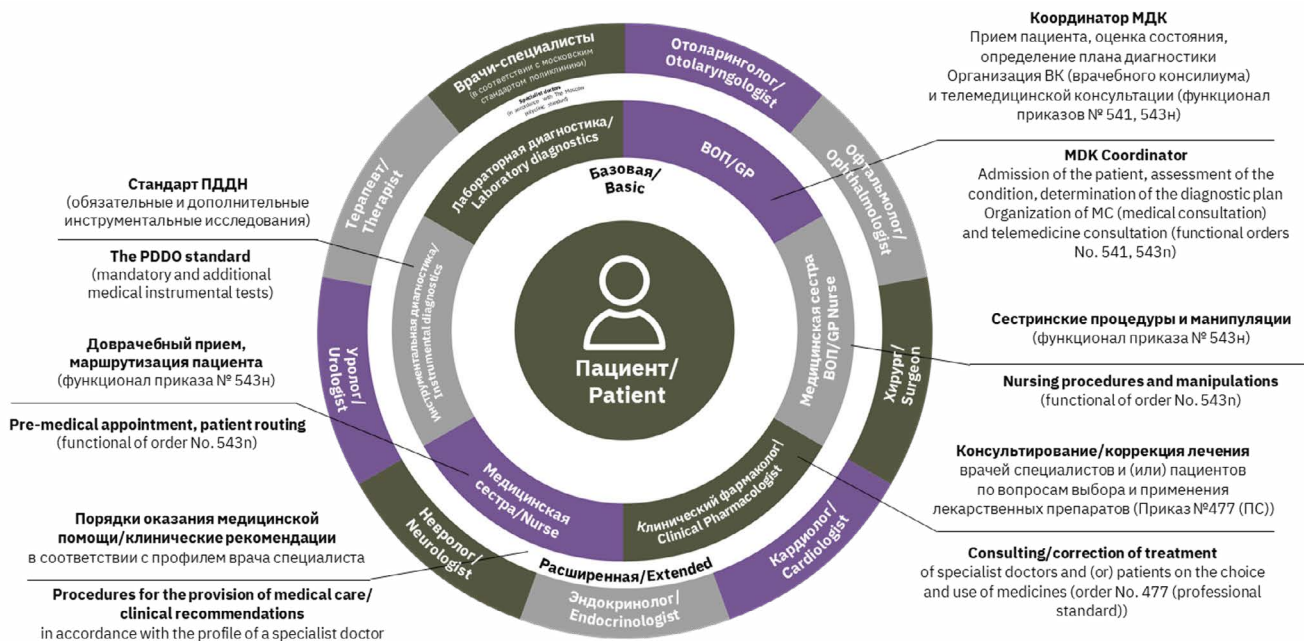 Врачи-специалисты
(в соответствии с московским
стандартом поликлиники)
Specialist doctors
(in accordance with The Moscow
polyclinic standard)
Отоларинголог/
Otolaryngologist
Офтальмолог/
Ophthalmologist
Хирург/
Surgeon
Кардиолог/
Cardiologist
Эндокринолог/
Endocrinologist
Невролог/
Neurologist
Уролог/
Urologist
Терапевт/
Therapist
Лабораторная диагностика/
Laboratory diagnostics
ВОП/GP
Медицинская сестра
ВОП/GP Nurse
Клинический фармаколог/
Clinical Pharmacologist
Медицинская
сестра/Nurse
Инструментальная диагностика/
Instrumental diagnostics
Базовая/
Basic
Пациент/
Patient
Расширенная/Extended
Стандарт ПДДН
(обязательные и дополнительные
инструментальные исследования)
The PDDO standard
(mandatory and additional
medical instrumental tests)
Доврачебный прием,
маршрутизация пациента
(функционал приказа № 543н)
Pre-medical appointment, patient routing
(functional of order No. 543n)
Порядки оказания медицинской
помощи/клинические рекомендации
в соответствии с профилем врача специалиста
Procedures for the provision of medical care/
clinical recommendations
in accordance with the profile of a specialist doctor
Координатор МДК
Прием пациента, оценка состояния,
определение плана диагностики
Организация ВК (врачебного консилиума)
и телемедицинской консультации (функционал
приказов № 541, 543н)
MDK Coordinator
Admission of the patient, assessment of the
condition, determination of the diagnostic plan
Organization of MC (medical consultation)
and telemedicine consultation (functional orders
No. 541, 543n)
Сестринские процедуры и манипуляции
(функционал приказа № 543н)
Nursing procedures and manipulations
(functional of order No. 543n)
Консультирование/коррекция лечения
врачей специалистов и (или) пациентов
по вопросам выбора и применения
лекарственных препаратов (Приказ №477 (ПС))
Consulting/correction of treatment
of specialist doctors and (or) patients on the choice
and use of medicines (order No. 477 (professional
standard))